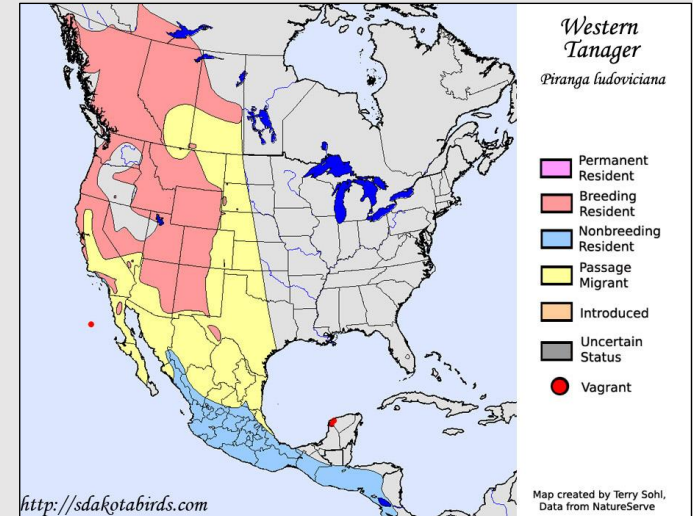 Western
Tanager
Piranga ludoviciana
Permanent
Resident
Breeding
Resident
Nonbreeding
Resident
Passage
Migrant
Introduced
Uncertain
Status
Vagrant
http://sdakotabirds.com
Map created by Terry Sohl,
Data from NatureServe